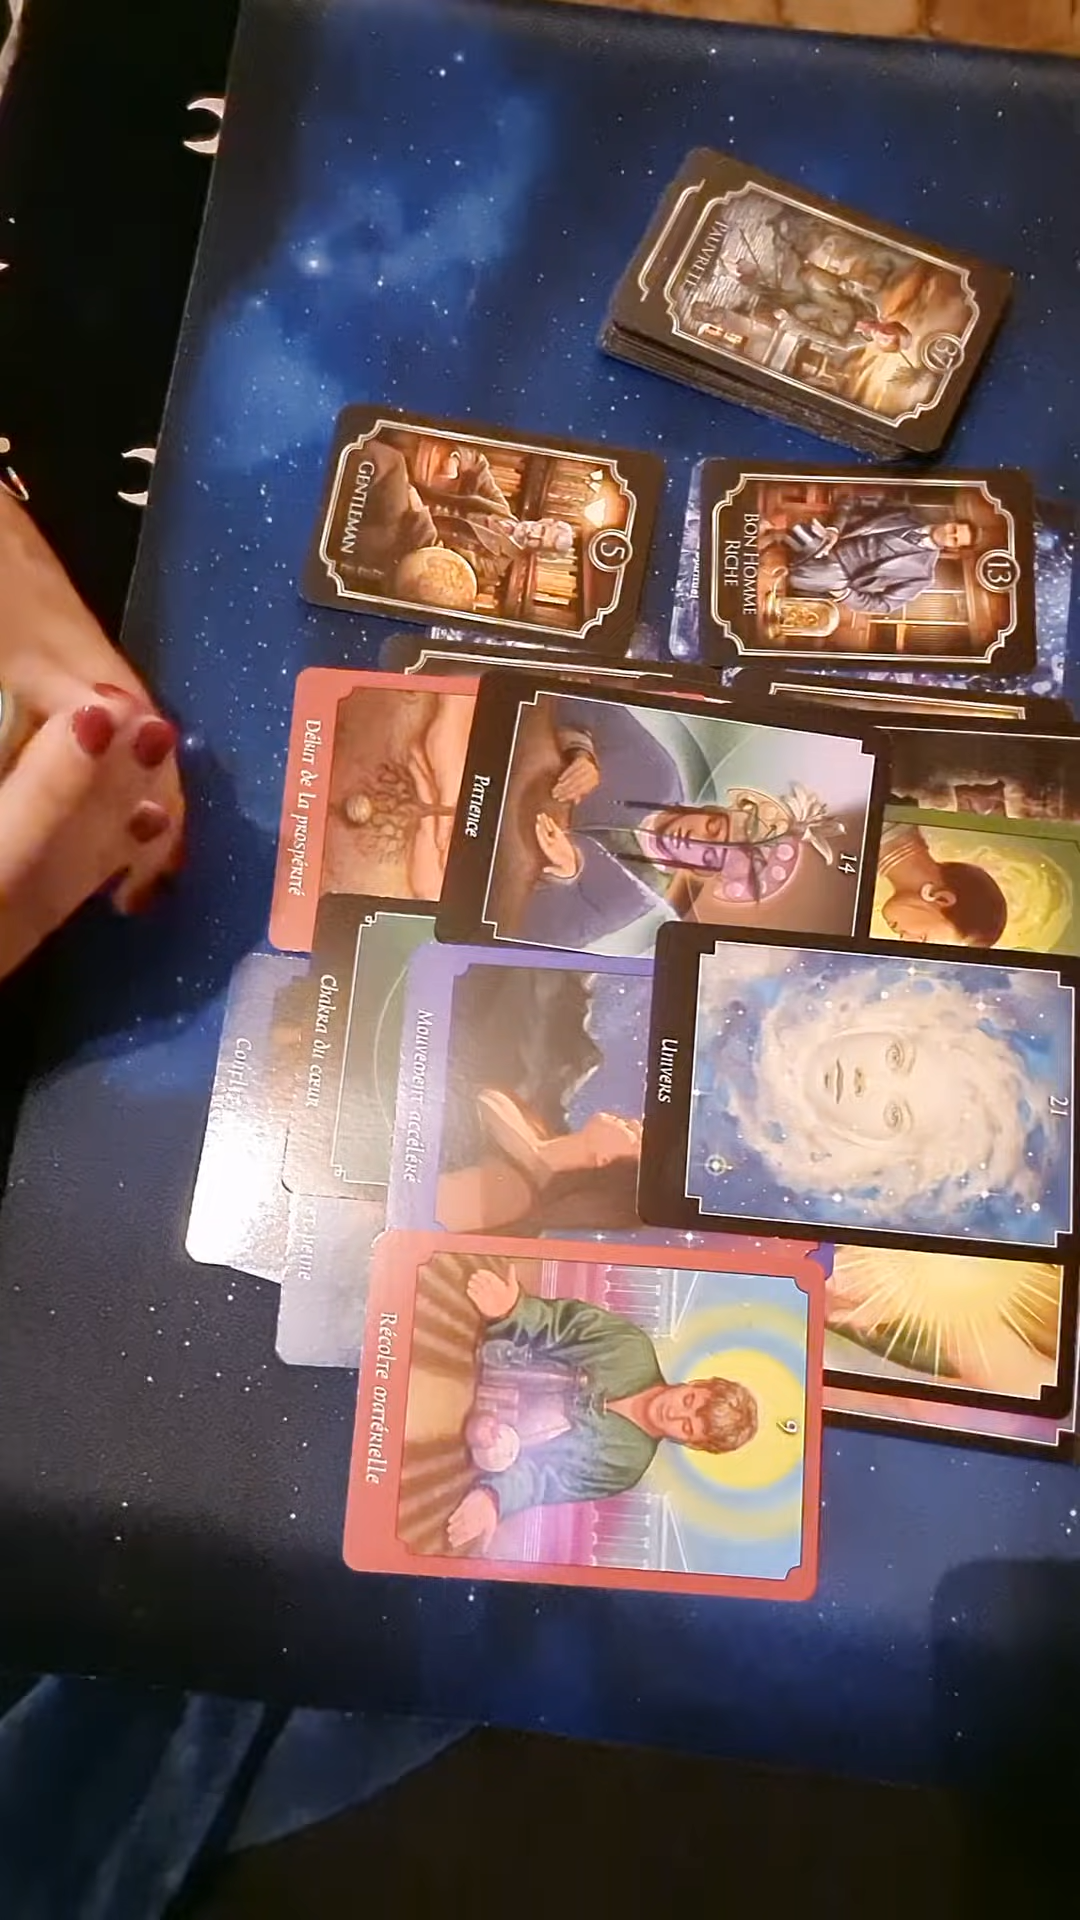 PAUVRETÉ
37
GENTLEMAN
5
BON HOMME
RICHE
13
Début de la prospérité
Patience
14
Chakra du cœur
Mouvement accéléré
Univers
21
Récolte matérielle
9